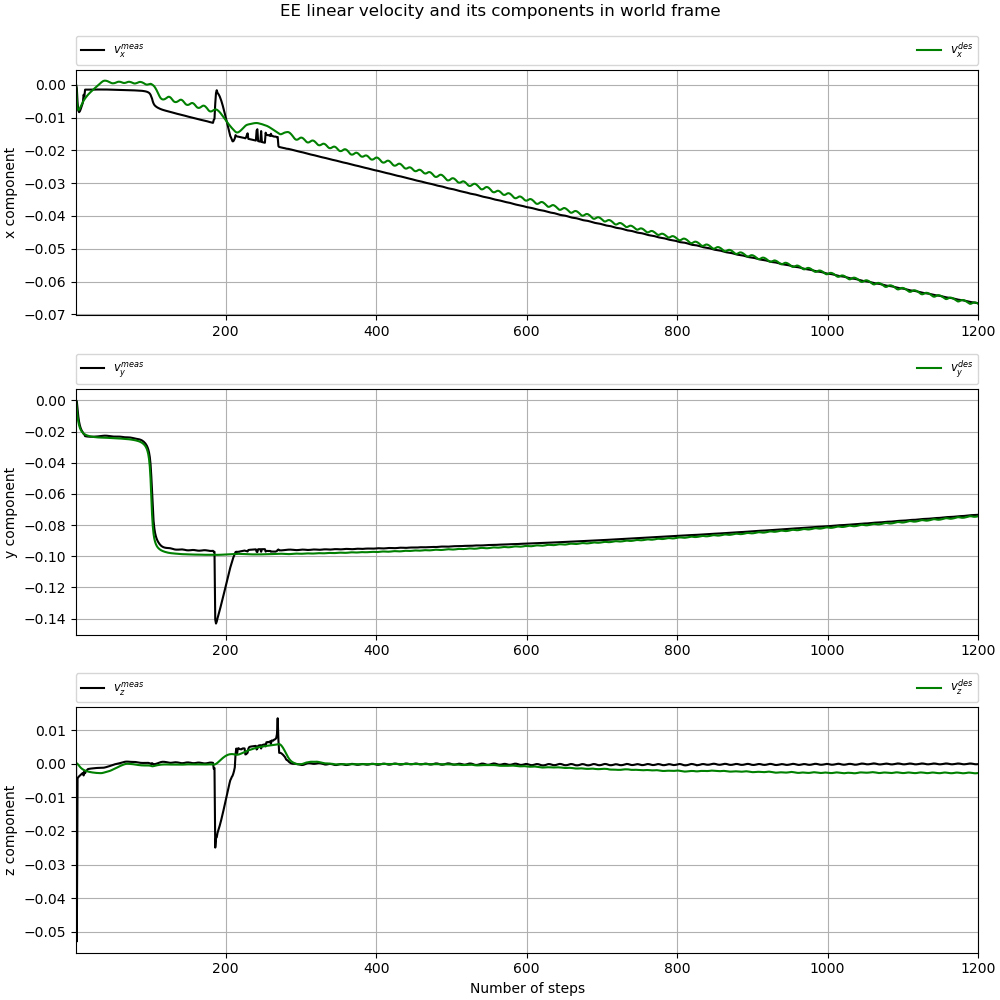 EE linear velocity and its components in world frame
v_x^meas v_x^des
0.00
−0.01
−0.02
−0.03
−0.04
−0.05
−0.06
−0.07
x component
200 400 600 800 1000 1200
v_y^meas v_y^des
0.00
−0.02
−0.04
−0.06
−0.08
−0.10
−0.12
−0.14
y component
200 400 600 800 1000 1200
v_z^meas v_z^des
0.01
0.00
−0.01
−0.02
−0.03
−0.04
−0.05
z component
200 400 600 800 1000 1200
Number of steps